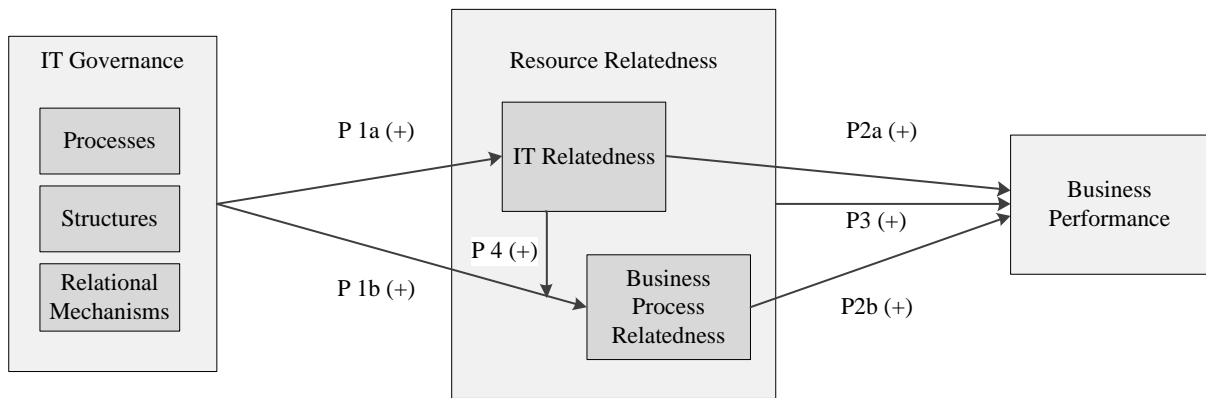 IT Governance
Processes
Structures
Relational
Mechanisms
P 1a (+)
P 1b (+)
Resource Relatedness
IT Relatedness
P 4 (+)
Business
Process
Relatedness
P2a (+)
P3 (+)
P2b (+)
Business
Performance